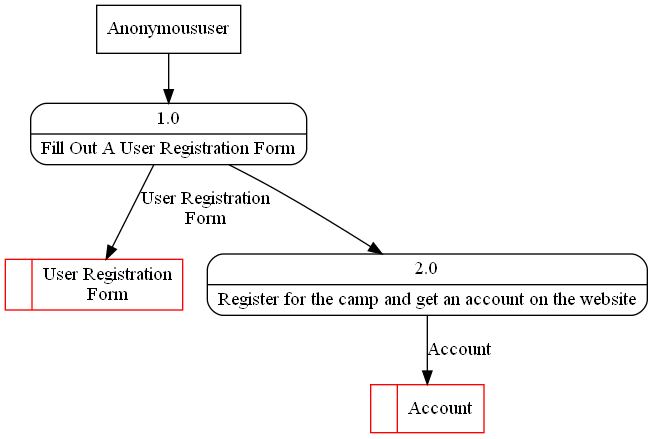 Anonymoususer
1.0
Fill Out A User Registration Form
User Registration
Form
User Registration
Form
2.0
Register for the camp and get an account on the website
Account
Account